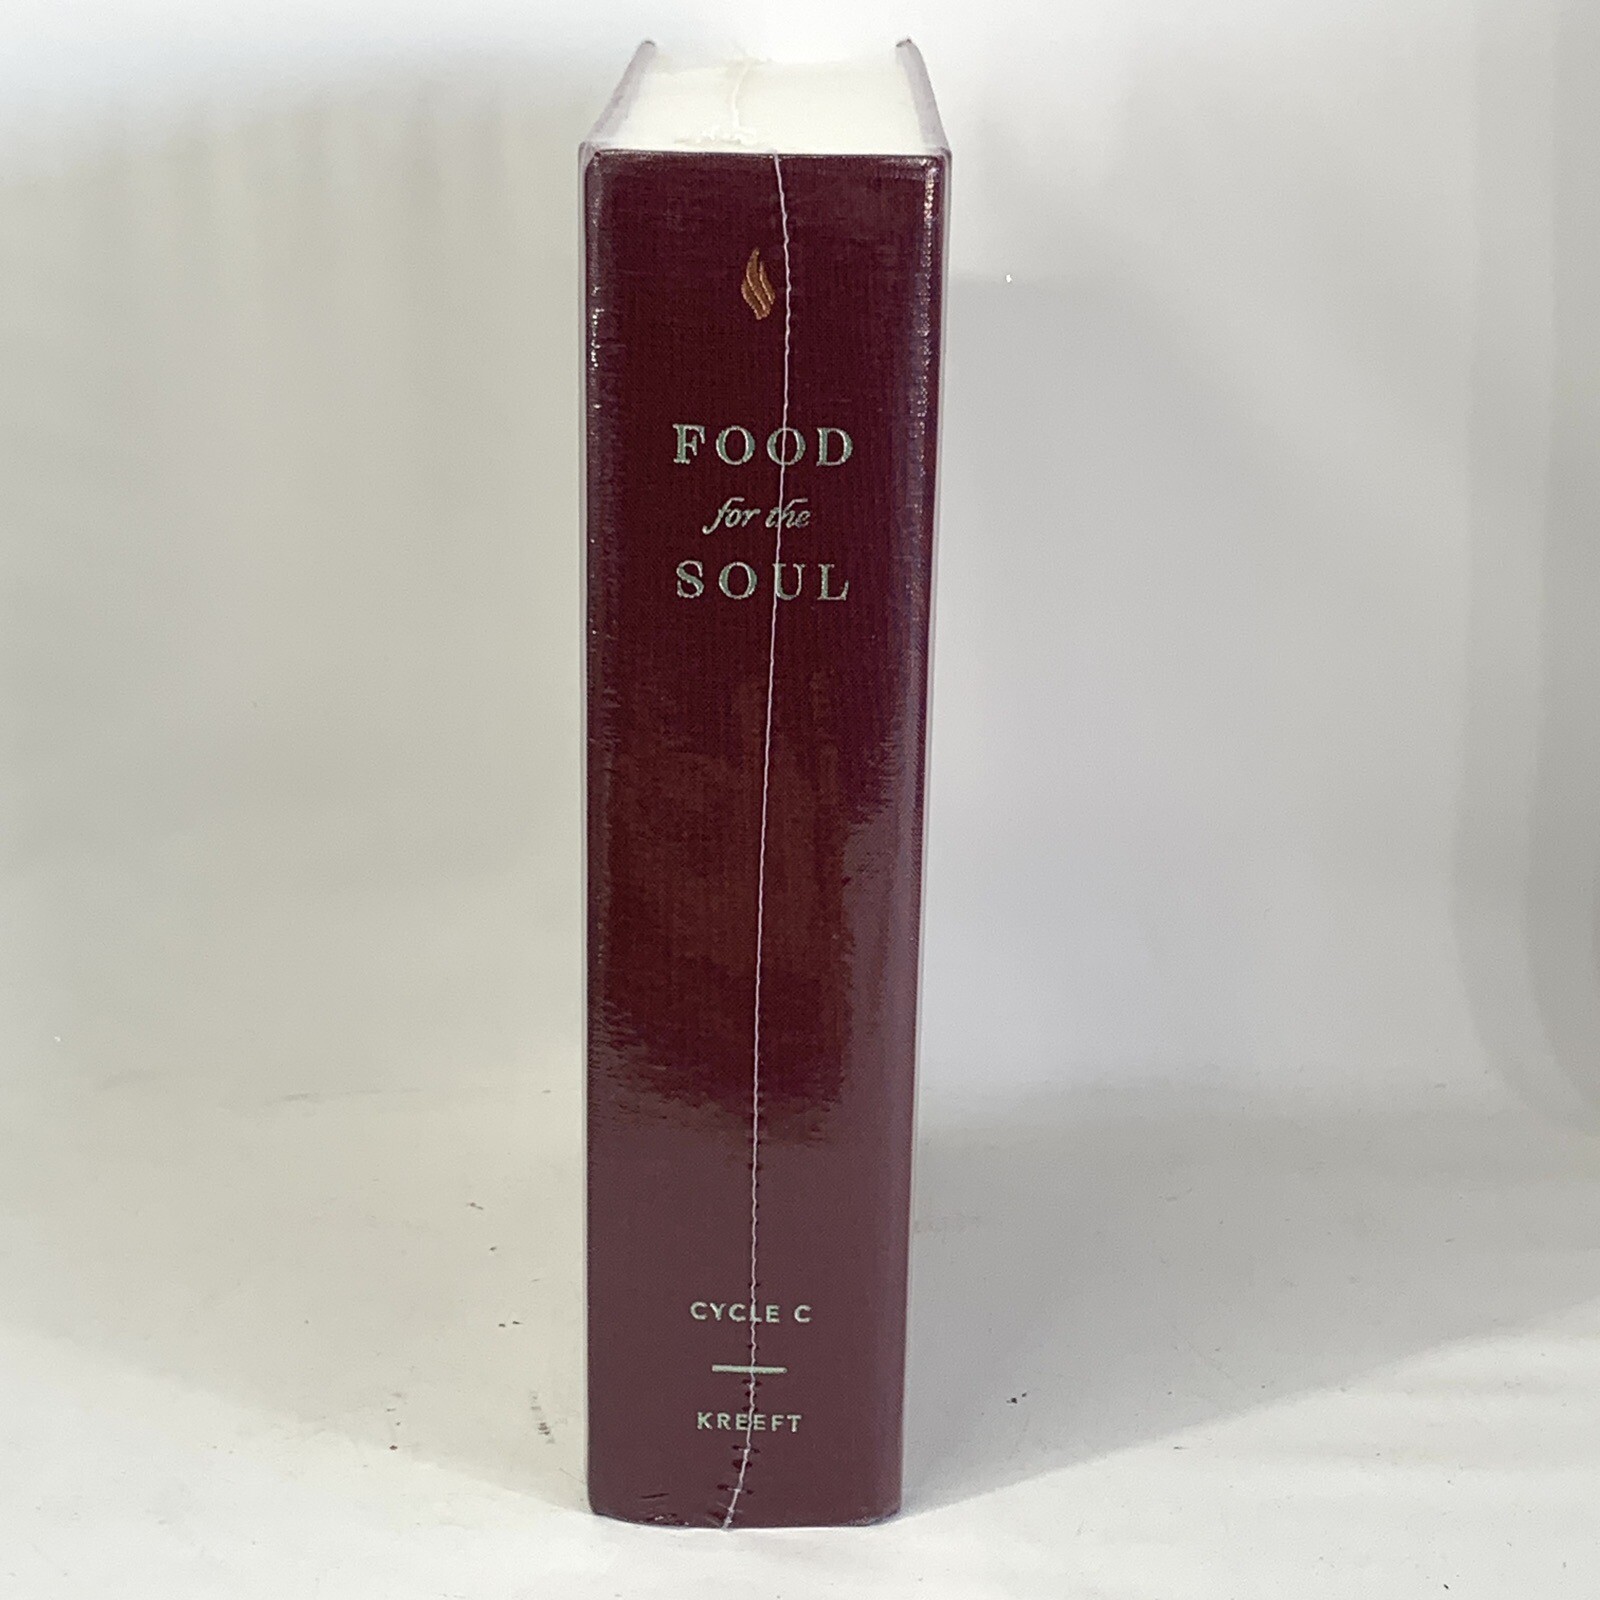 FOOD
for the
SOUL
CYCLE C
KREEFT